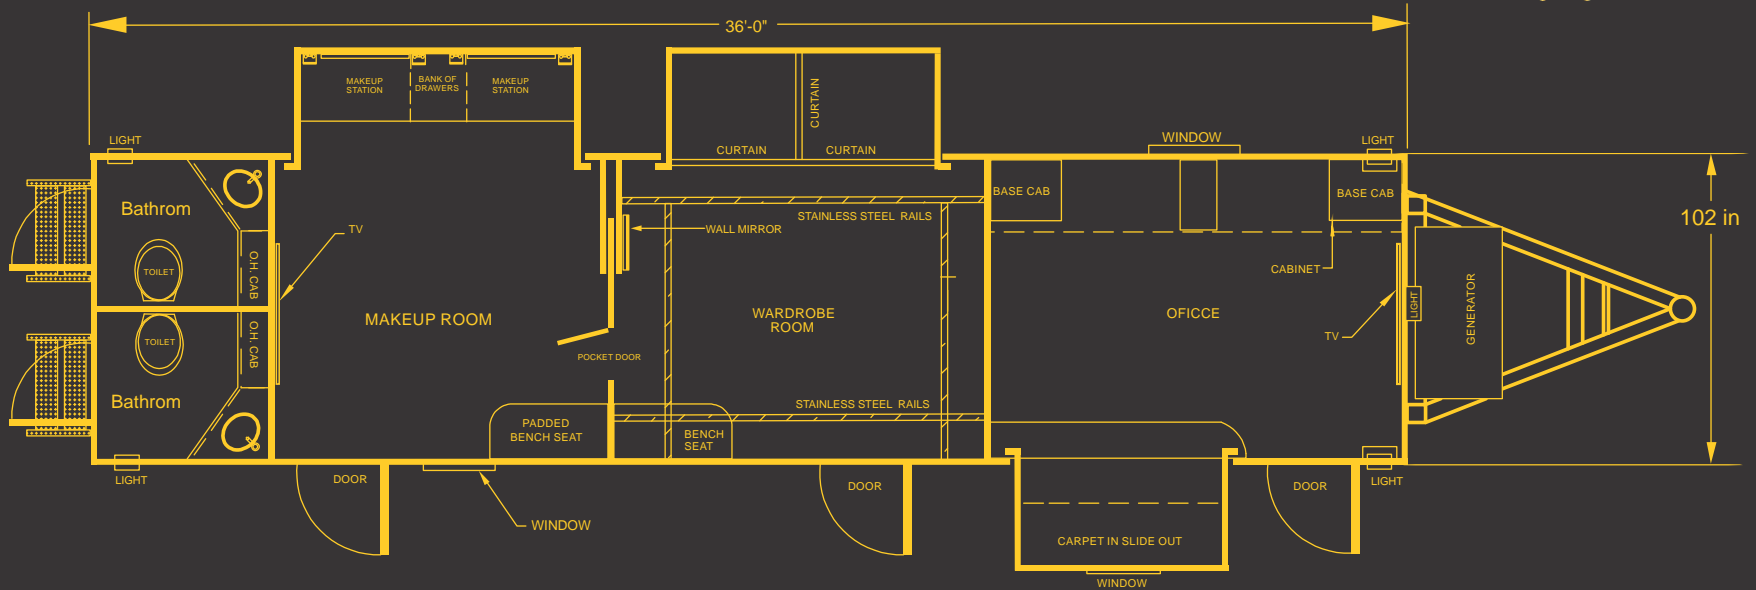 36'-0"
MAKEUP
STATION
BANK OF
DRAWERS
MAKEUP
STATION
CURTAIN
CURTAIN
CURTAIN
LIGHT
WINDOW
LIGHT
Bathrom
TOILET
O.H. CAB
TV
MAKEUP ROOM
WALL MIRROR
STAINLESS STEEL RAILS
WARDROBE
ROOM
POCKET DOOR
BASE CAB
BASE CAB
CABINET
OFICCE
TV
LIGHT
GENERATOR
102 in
TOILET
O.H. CAB
Bathrom
PADDED
BENCH SEAT
STAINLESS STEEL RAILS
BENCH
SEAT
LIGHT
DOOR
WINDOW
DOOR
CARPET IN SLIDE OUT
WINDOW
DOOR
LIGHT